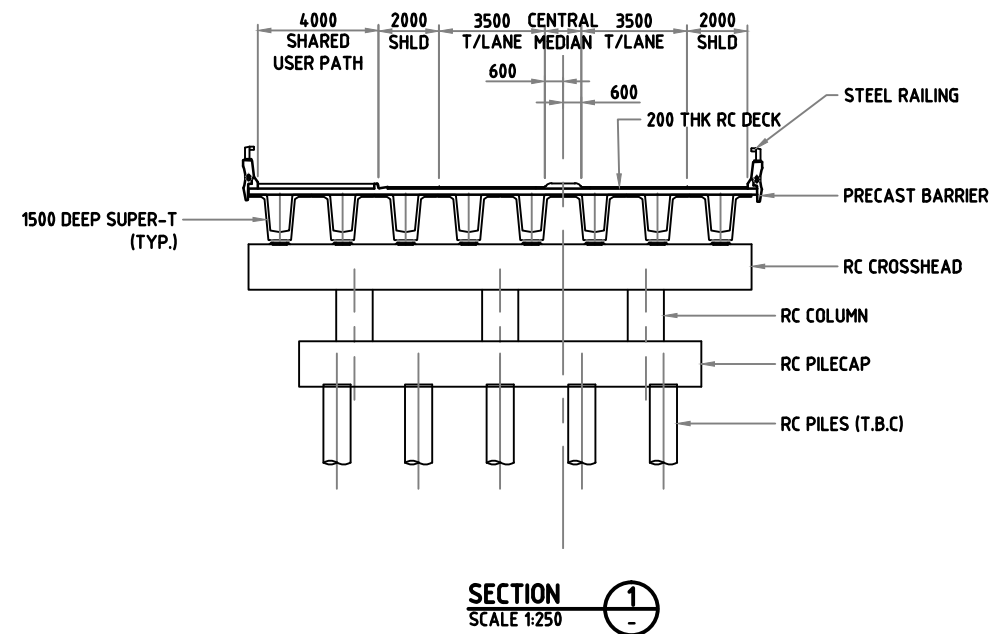 4000
SHARED
USER PATH
2000
SHLD
3500
T/LANE
CENTRAL
MEDIAN
3500
T/LANE
2000
SHLD
600
600
STEEL RAILING
200 THK RC DECK
PRECAST BARRIER
1500 DEEP SUPER-T
(TYP.)
RC CROSSHEAD
RC COLUMN
RC PILECAP
RC PILES (T.B.C)
SECTION
SCALE 1:250
1
-